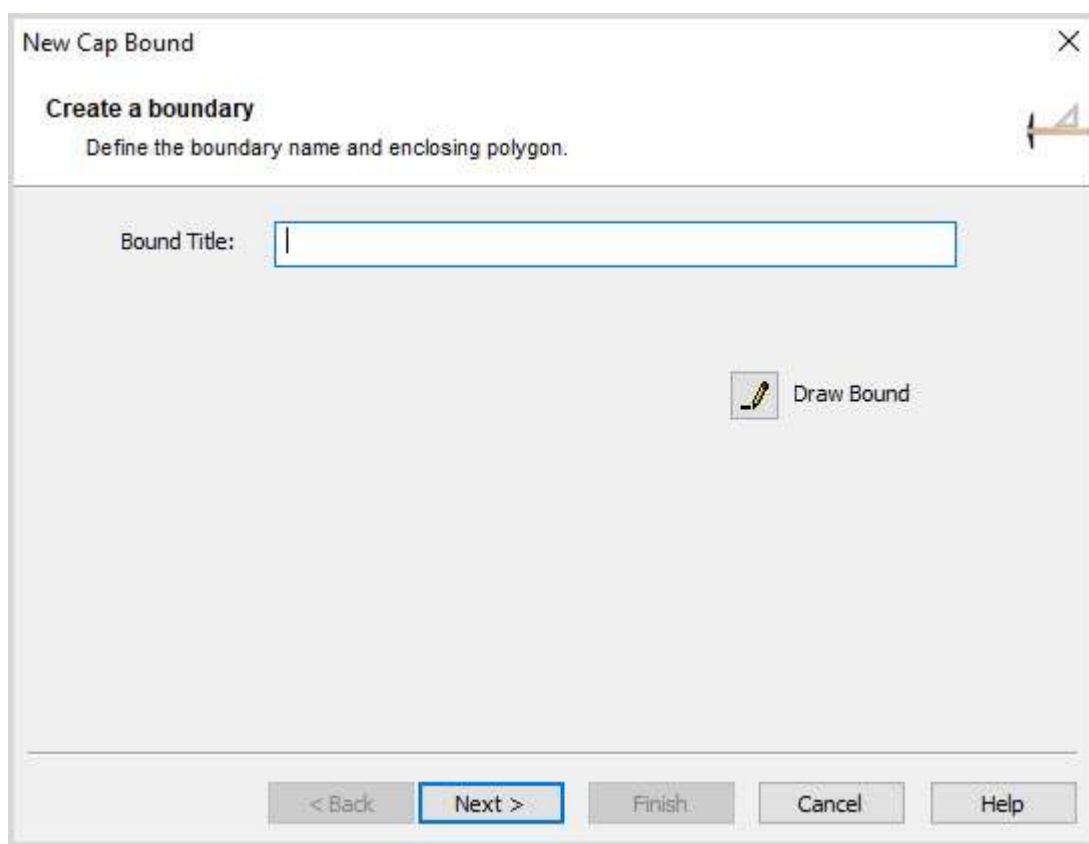 New Cap Bound
Create a boundary
Define the boundary name and enclosing polygon.
Bound Title:
Draw Bound
< Back Next > Finish Cancel Help